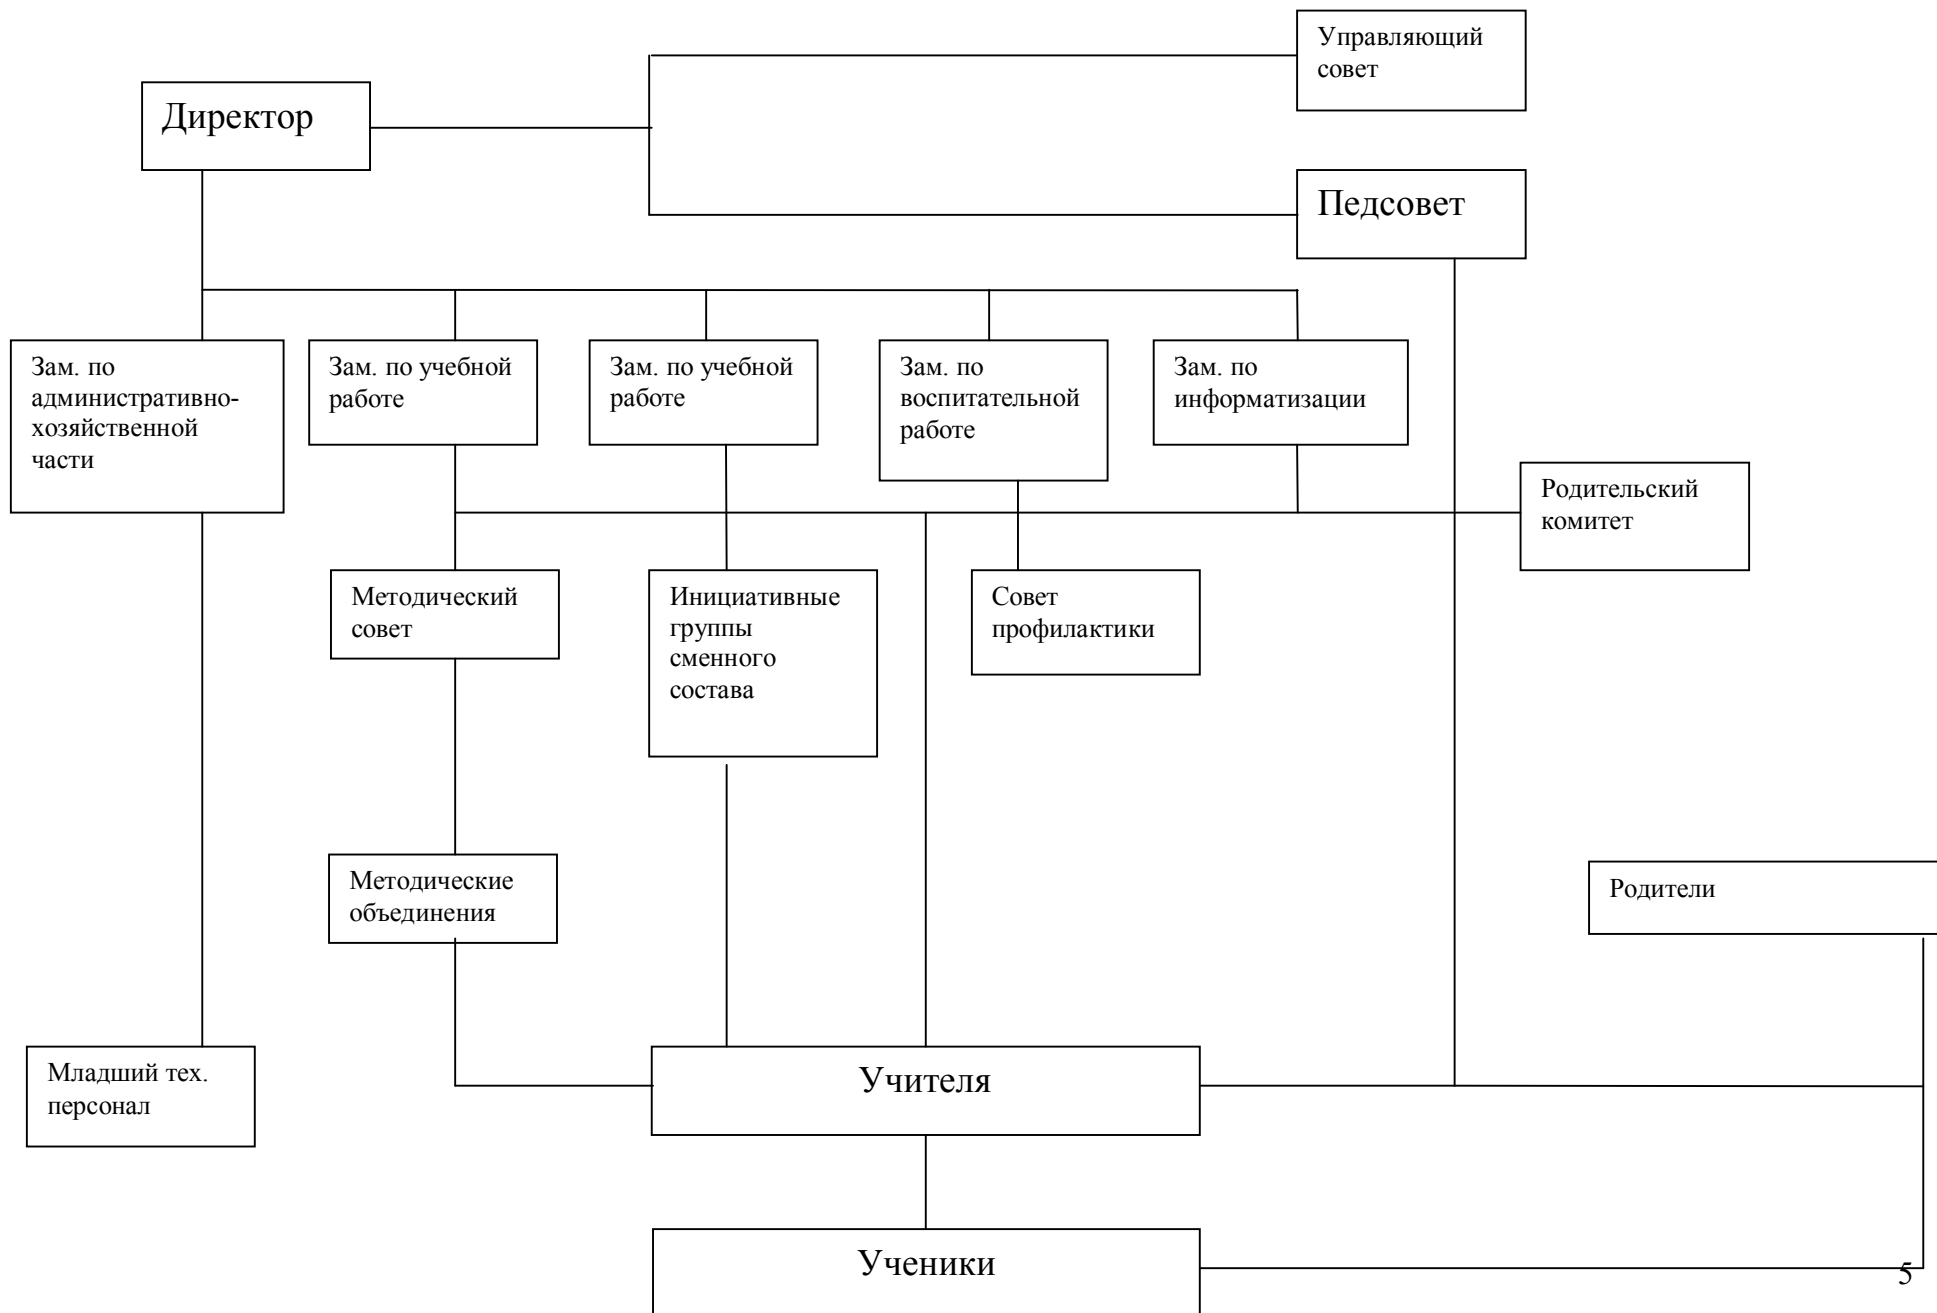 Управляющий
совет
Директор
Педсовет
Зам. по
административно-
хозяйственной
части
Зам. по учебной
работе
Зам. по учебной
работе
Зам. по
воспитательной
работе
Зам. по
информатизации
Родительский
комитет
Методический
совет
Инициативные
группы
сменного
состава
Совет
профилактики
Методические
объединения
Родители
Младший тех.
персонал
Учителя
Ученики
5